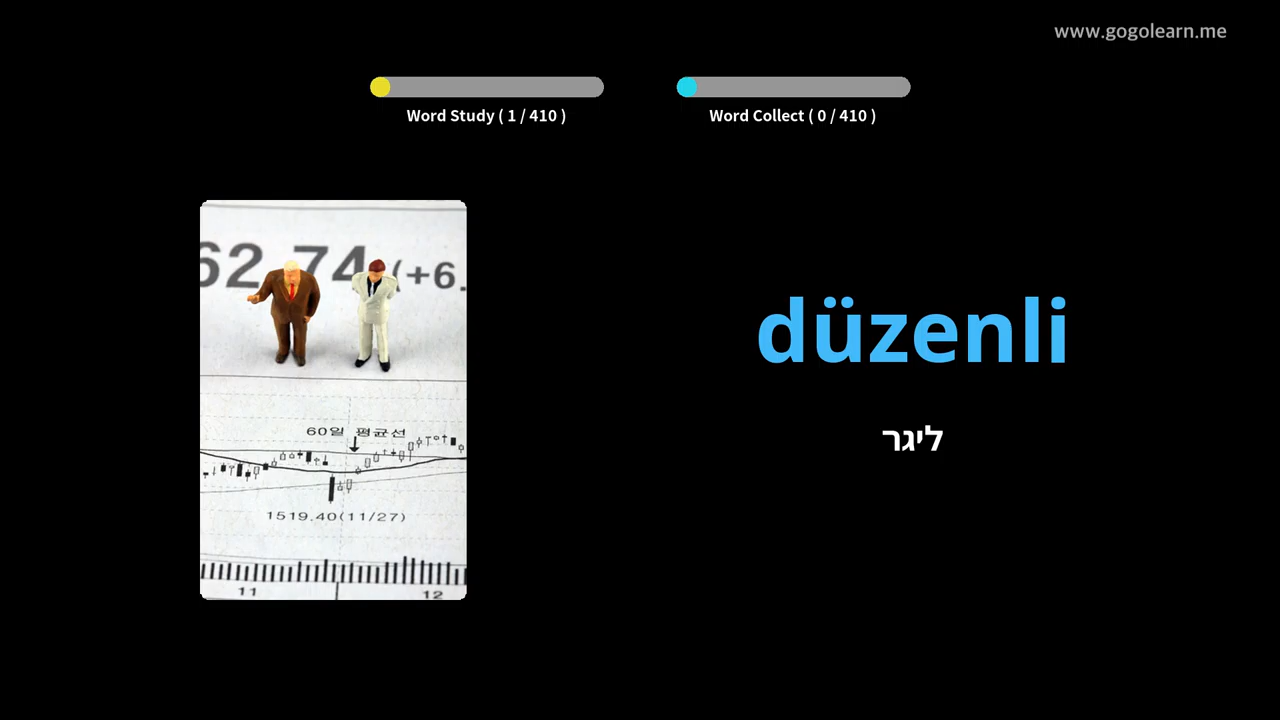 www.gogolearn.me
Word Study ( 1 / 410 )
Word Collect ( 0 / 410 )
62.74 (+6.
60일 평균선
1519.40(11/27)
11
12
düzenli
ליגר